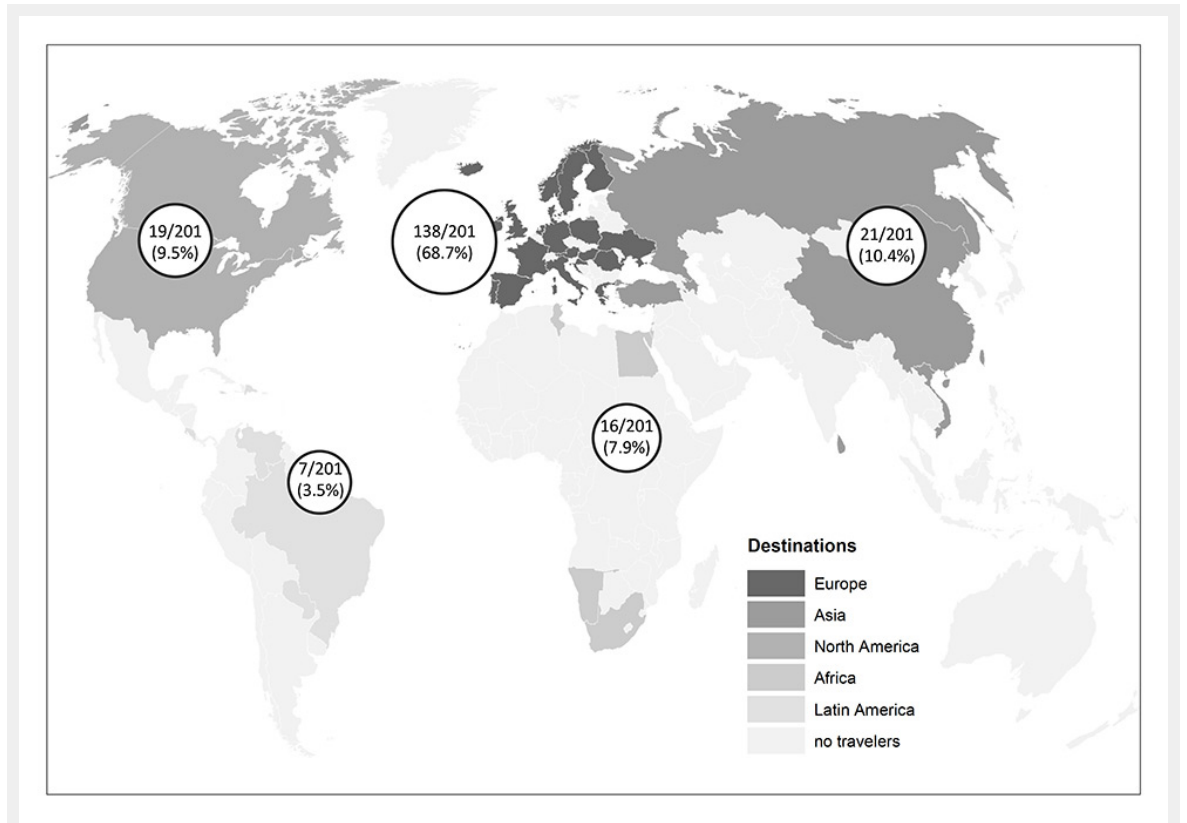 19/201
(9.5%)
138/201
(68.7%)
21/201
(10.4%)
16/201
(7.9%)
7/201
(3.5%)
Destinations
Europe
Asia
North America
Africa
Latin America
no travelers